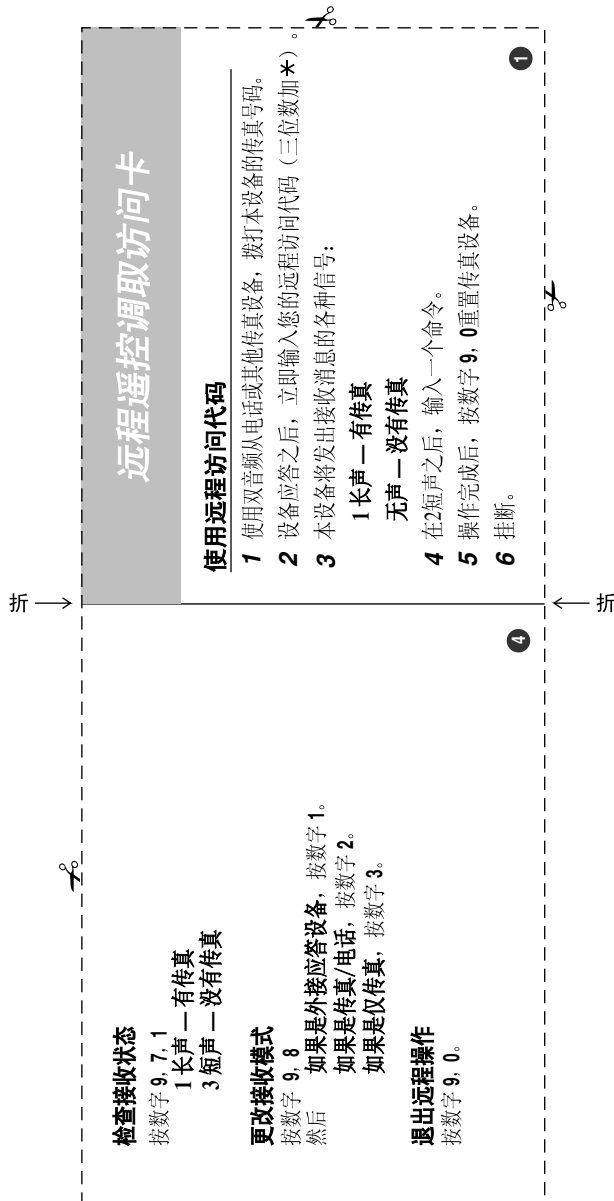 远程遥控调取访问卡
使用远程访问代码
1 使用双音频从电话或其他传真设备，拨打本设备的传真号码。
2 设备应答之后，立即输入您的远程访问代码（三位数加＊）。
3 本设备将发出接收消息的各种信号：
1 长声 — 有传真
无声 — 没有传真
4 在2短声之后，输入一个命令。
5 操作完成后，按数字 9, 0重置传真设备。
6 挂断。
1
折
折
检查接收状态
按数字 9, 7, 1
1 长声 — 有传真
3 短声 — 没有传真
更改接收模式
按数字 9, 8
然后
如果是外接应答设备，按数字 1。
如果是传真/电话，按数字 2。
如果是仅传真，按数字 3。
退出远程操作
按数字 9, 0。
4